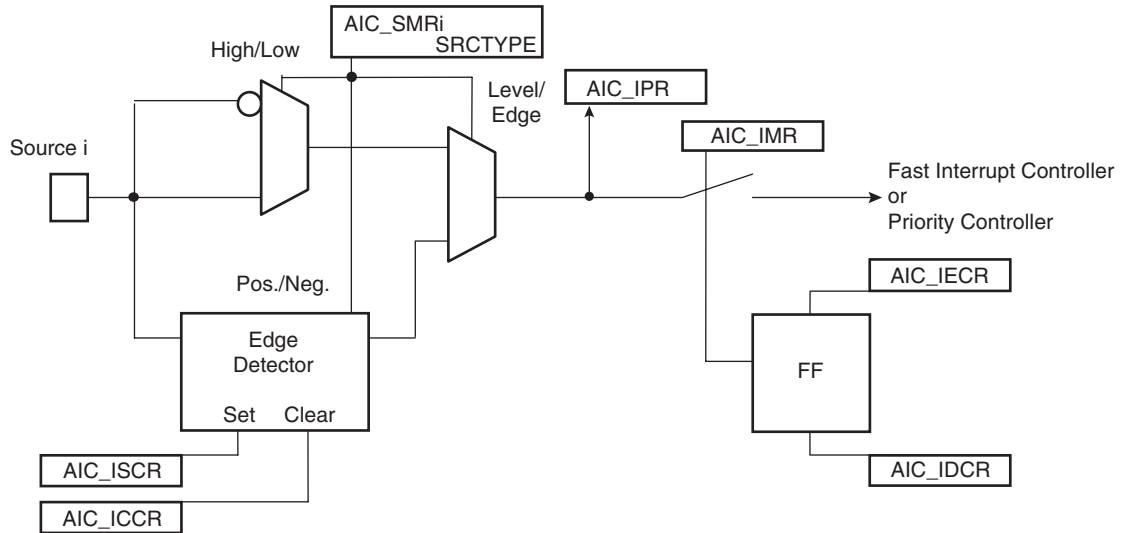 AIC_SMRi
SRCTYPE
High/Low
Level/
Edge
AIC_IPR
AIC_IMR
Source i
Fast Interrupt Controller
or
Priority Controller
Pos./Neg.
AIC_IECR
Edge
Detector
FF
Set Clear
AIC_ISCR
AIC_IDCR
AIC_ICCR